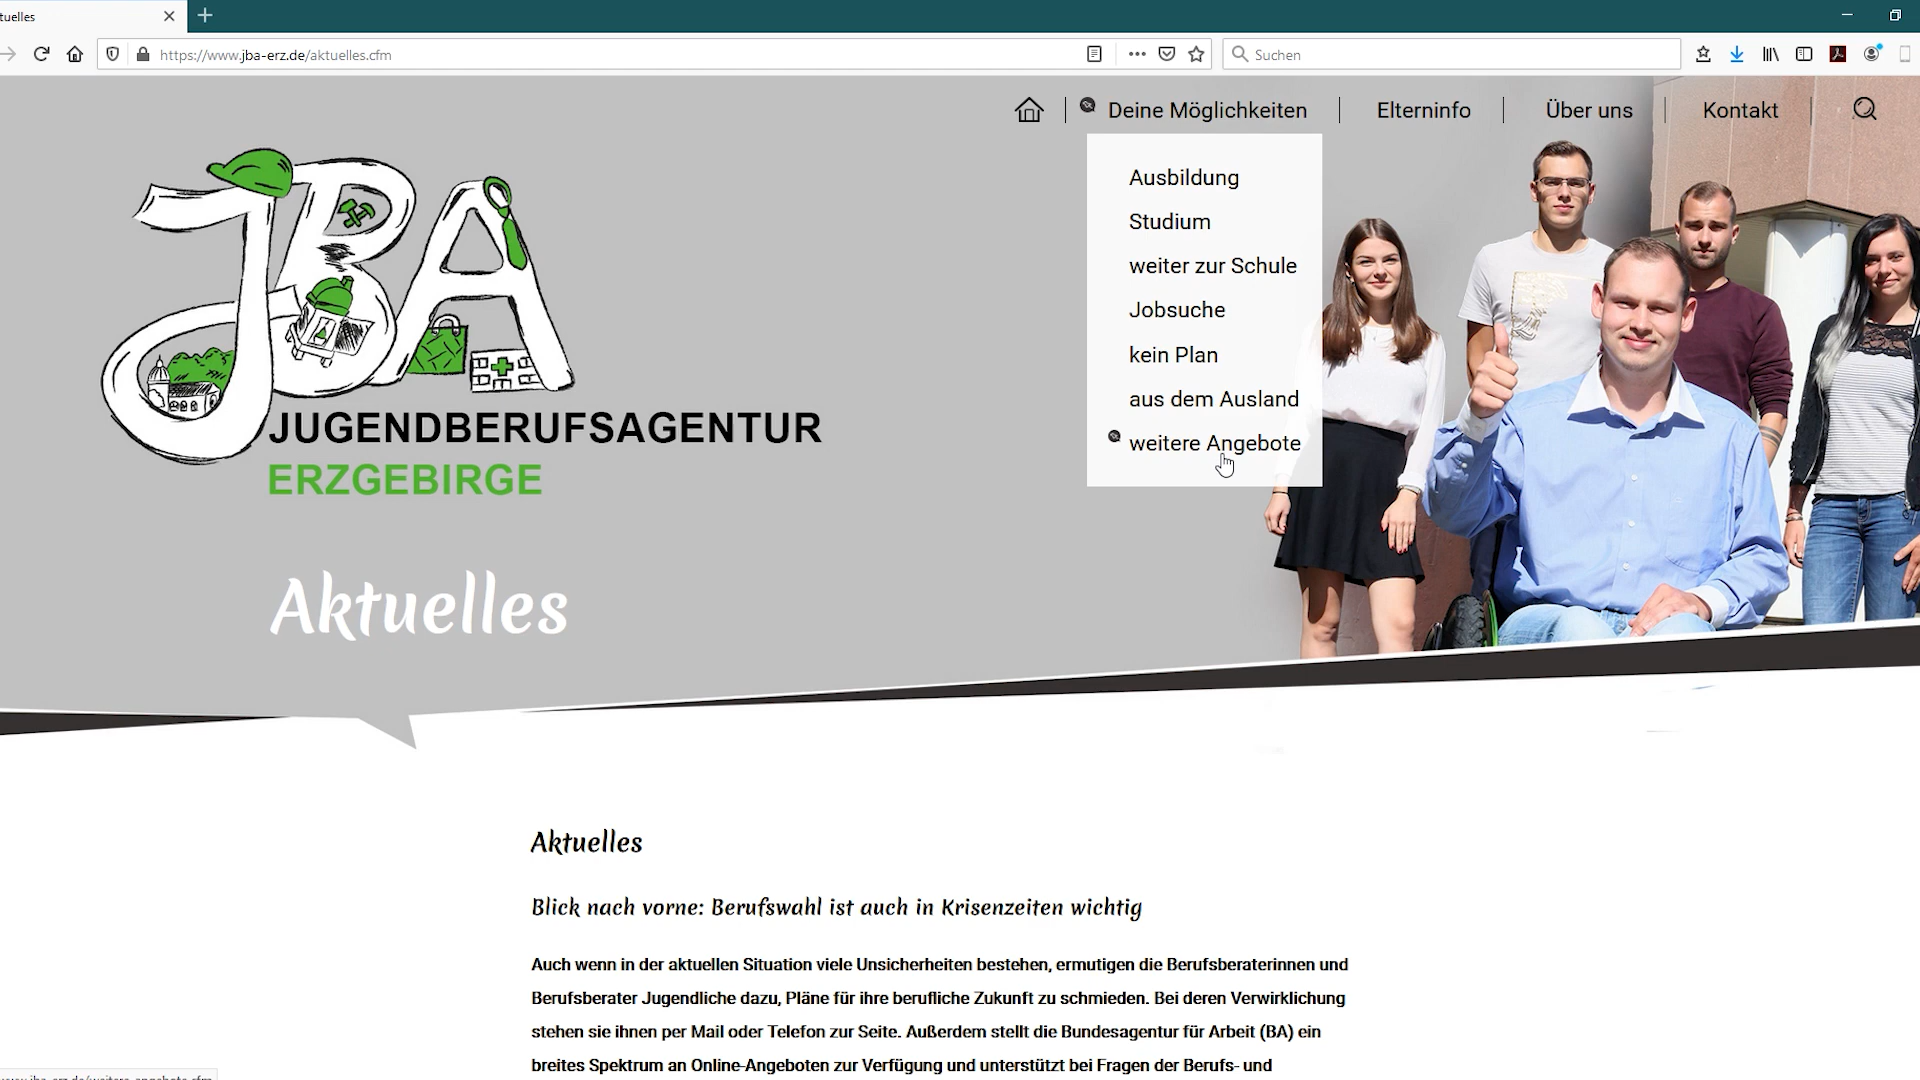 tuelles
https://www.jba-erz.de/aktuelles.cfm
Suchen
Deine Möglichkeiten
Elterninfo
Über uns
Kontakt
Ausbildung
Studium
weiter zur Schule
Jobsuche
kein Plan
aus dem Ausland
weitere Angebote
JBA
JUGENDBERUFSAGENTUR
ERZGEBIRGE
Aktuelles
Aktuelles
Blick nach vorne: Berufswahl ist auch in Krisenzeiten wichtig
Auch wenn in der aktuellen Situation viele Unsicherheiten bestehen, ermutigen die Berufsberaterinnen und
Berufsberater Jugendliche dazu, Pläne für ihre berufliche Zukunft zu schmieden. Bei deren Verwirklichung
stehen sie ihnen per Mail oder Telefon zur Seite. Außerdem stellt die Bundesagentur für Arbeit (BA) ein
breites Spektrum an Online-Angeboten zur Verfügung und unterstützt bei Fragen der Berufs- und